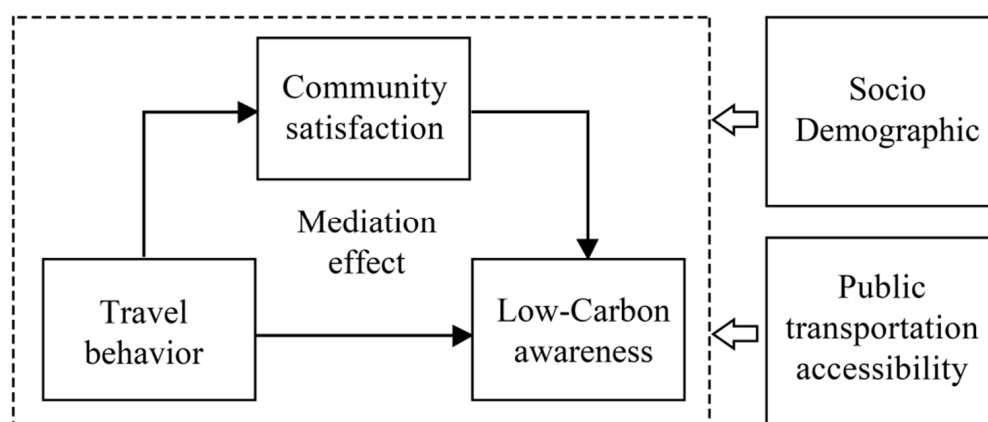 Community
satisfaction
Socio
Demographic
Mediation
effect
Travel
behavior
Low-Carbon
awareness
Public
transportation
accessibility